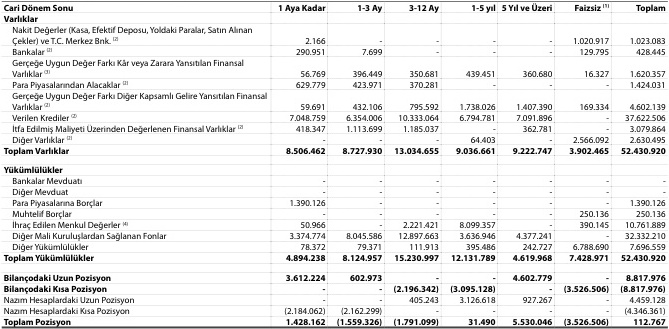 Cari Dönem Sonu 1 Aya Kadar 1-3 Ay 3-12 Ay 1-5 yıl 5 Yıl ve Üzeri Faizsiz (1) Toplam
Varlıklar
Nakit Değerler (Kasa, Efektif Deposu, Yoldaki Paralar, Satın Alınan
Çekler) ve T.C. Merkez Bnk. (2) 2.166 - - - - 1.020.917 1.023.083
Bankalar (2) 290.951 7.699 - - - 129.795 428.445
Gerçeğe Uygun Değer Farkı Kâr veya Zarara Yansıtılan Finansal
Varlıklar (3) 56.769 396.449 350.681 439.451 360.680 16.327 1.620.357
Para Piyasalarından Alacaklar (2) 629.779 423.971 370.281 - - - 1.424.031
Gerçeğe Uygun Değer Farkı Diğer Kapsamlı Gelire Yansıtılan Finansal
Varlıklar (2) 59.691 432.106 795.592 1.738.026 1.407.390 169.334 4.602.139
Verilen Krediler (2) 7.048.759 6.354.006 10.333.064 6.794.781 7.091.896 - 37.622.506
İtfa Edilmiş Maliyeti Üzerinden Değerlenen Finansal Varlıklar (2) 418.347 1.113.699 1.185.037 - 362.781 - 3.079.864
Diğer Varlıklar (2) - - - 64.403 - 2.566.092 2.630.495
Toplam Varlıklar 8.506.462 8.727.930 13.034.655 9.036.661 9.222.747 3.902.465 52.430.920
Yükümlülükler
Bankalar Mevduatı - - - - - - -
Diğer Mevduat - - - - - - -
Para Piyasalarına Borçlar 1.390.126 - - - - - 1.390.126
Muhtelif Borçlar - - - - - 250.136 250.136
İhraç Edilen Menkul Değerler (4) 50.966 - 2.221.421 8.099.357 390.145 10.761.889
Diğer Mali Kuruluşlardan Sağlanan Fonlar 3.374.774 8.045.586 12.897.663 3.636.946 4.377.241 - 32.332.210
Diğer Yükümlülükler 78.372 79.371 111.913 395.486 242.727 6.788.690 7.696.559
Toplam Yükümlülükler 4.894.238 8.124.957 15.230.997 12.131.789 4.619.968 7.428.971 52.430.920
Bilançodaki Uzun Pozisyon 3.612.224 602.973 - - 4.602.779 - 8.817.976
Bilançodaki Kısa Pozisyon - - (2.196.342) (3.095.128) - (3.526.506) (8.817.976)
Nazım Hesaplardaki Uzun Pozisyon - - 405.243 3.126.618 927.267 - 4.459.128
Nazım Hesaplardaki Kısa Pozisyon (2.184.062) (2.162.299) - - - - (4.346.361)
Toplam Pozisyon 1.428.162 (1.559.326) (1.791.099) 31.490 5.530.046 (3.526.506) 112.767